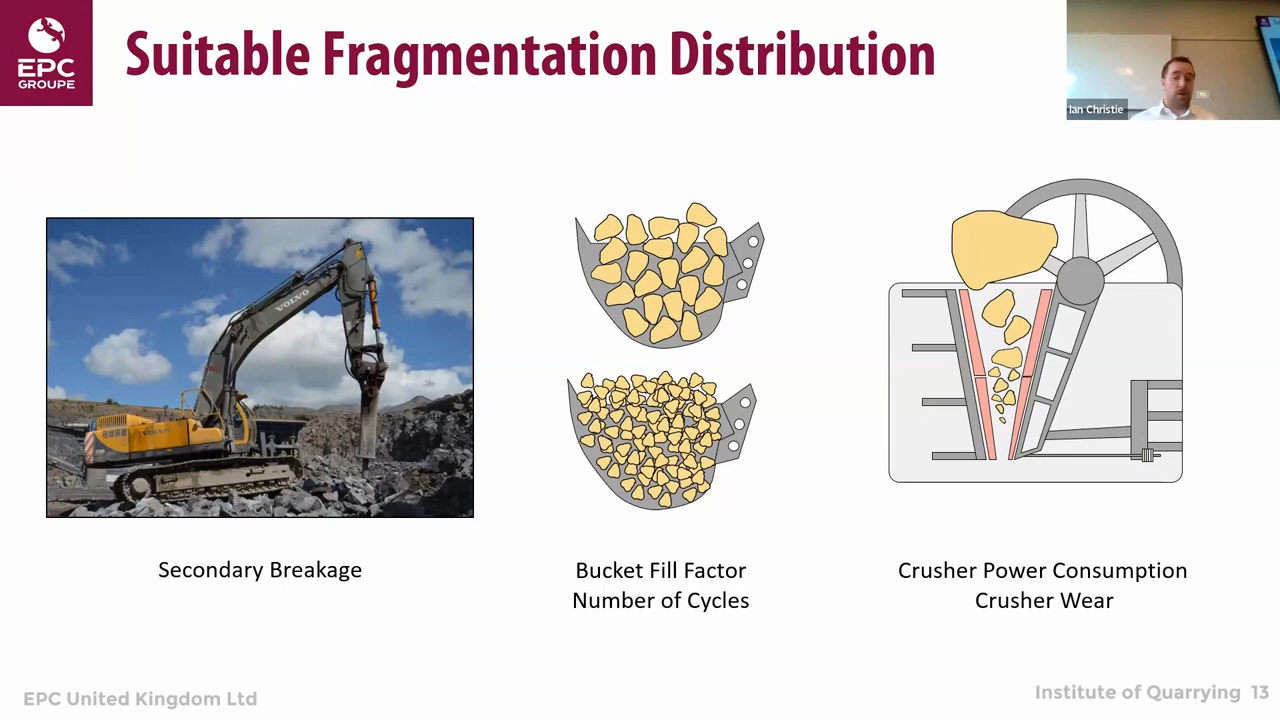 EPC
GROUPE
Suitable Fragmentation Distribution
Ian Christie
VOLVO
VOLVO
Secondary Breakage
Bucket Fill Factor
Number of Cycles
Crusher Power Consumption
Crusher Wear
EPC United Kingdom Ltd
Institute of Quarrying 13